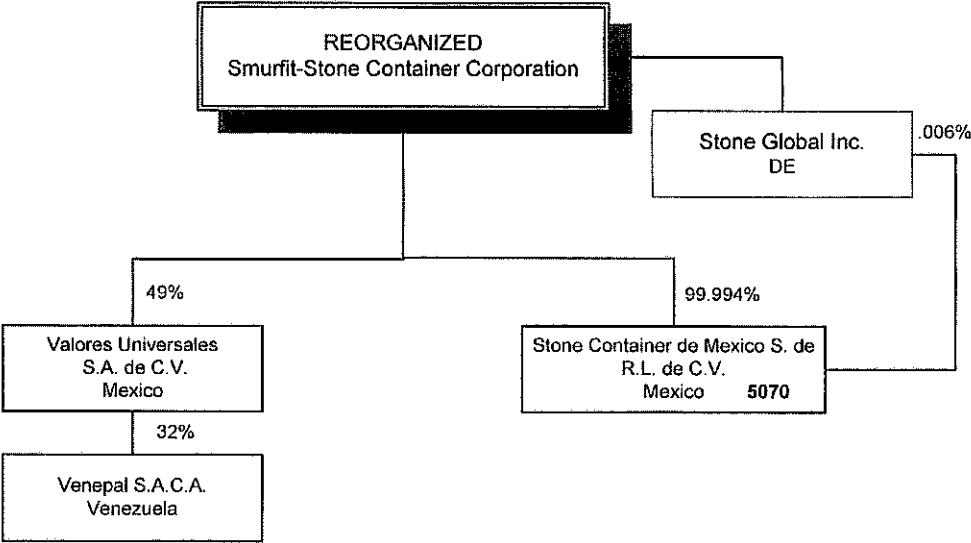 REORGANIZED
Smurfit-Stone Container Corporation
Stone Global Inc.
DE
.006%
49%
99.994%
Valores Universales
S.A. de C.V.
Mexico
Stone Container de Mexico S. de
R.L. de C.V.
Mexico 5070
32%
Venepal S.A.C.A.
Venezuela